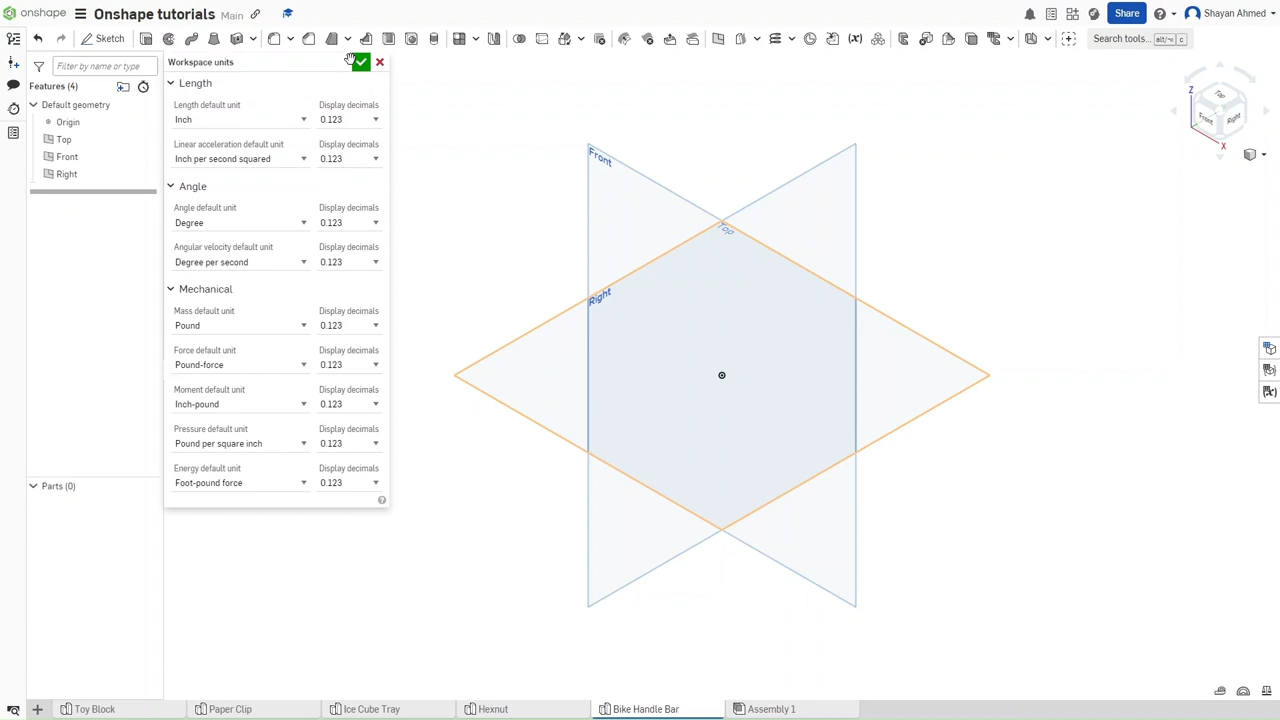 onshape Onshape tutorials Main Share Shayan Ahmed
Sketch Search tools... alt/⌥ c
Filter by name or type
Features (4)
Default geometry
Origin
Top
Front
Right
Parts (0)
Workspace units
Length
Length default unit Display decimals
Inch 0.123
Linear acceleration default unit Display decimals
Inch per second squared 0.123
Angle
Angle default unit Display decimals
Degree 0.123
Angular velocity default unit Display decimals
Degree per second 0.123
Mechanical
Mass default unit Display decimals
Pound 0.123
Force default unit Display decimals
Pound-force 0.123
Moment default unit Display decimals
Inch-pound 0.123
Pressure default unit Display decimals
Pound per square inch 0.123
Energy default unit Display decimals
Foot-pound force 0.123
Front
Top
Right
Z
Top
Front Right
X
Toy Block Paper Clip Ice Cube Tray Hexnut Bike Handle Bar Assembly 1